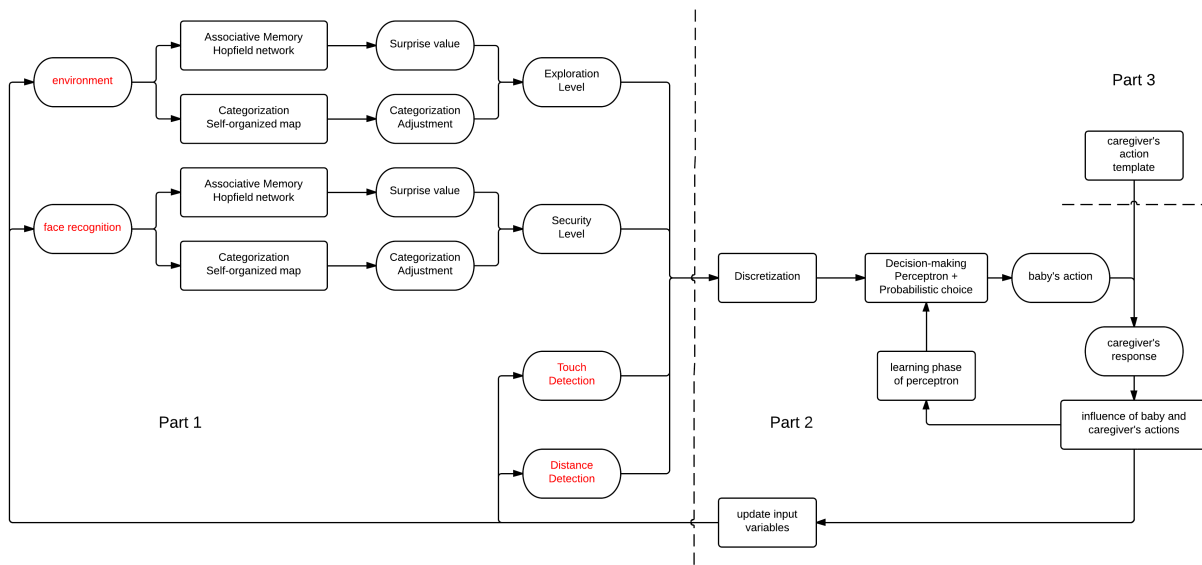 environment
Associative Memory
Hopfield network
Surprise value
Categorization
Self-organized map
Categorization
Adjustment
Exploration
Level
face recognition
Associative Memory
Hopfield network
Surprise value
Categorization
Self-organized map
Categorization
Adjustment
Security
Level
Touch
Detection
Distance
Detection
Part 1
Discretization
Decision-making
Perceptron +
Probabilistic choice
baby's action
learning phase
of perceptron
Part 2
update input
variables
Part 3
caregiver's
action
template
caregiver's
response
influence of baby and
caregiver's actions